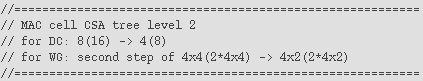 //==========================================================
// MAC cell CSA tree level 2
// for DC: 8(16) -> 4(8)
// for WG: second step of 4x4(2*4x4) -> 4x2(2*4x2)
//==========================================================